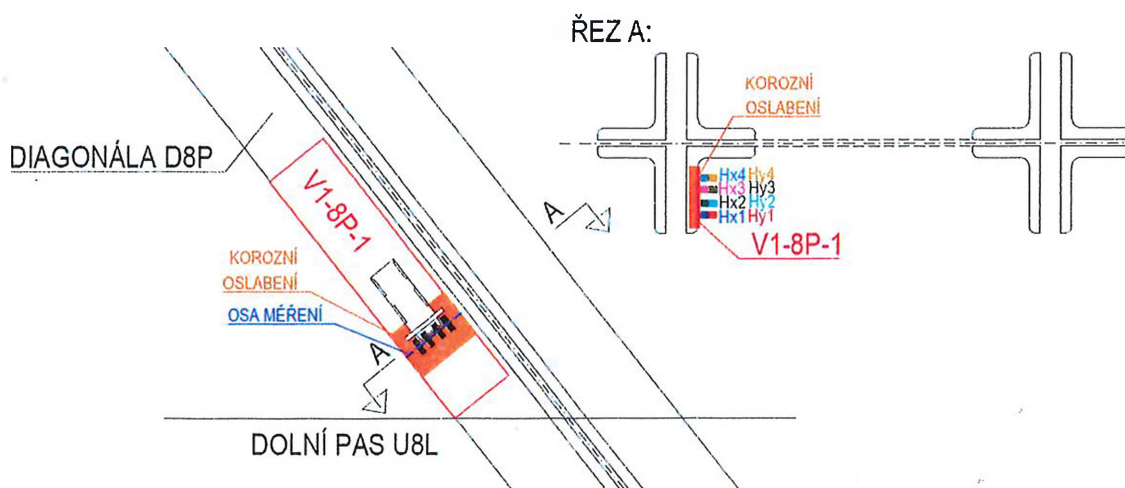 ŘEZ A:
KOROZNÍ
OSLABENÍ
DIAGONÁLA D8P
V1-8P-1
Hx4 Hy4
Hx3 Hy3
Hx2 Hy2
Hx1 Hy1
A
V1-8P-1
KOROZNÍ
OSLABENÍ
OSA MĚŘENÍ
A
DOLNÍ PAS U8L